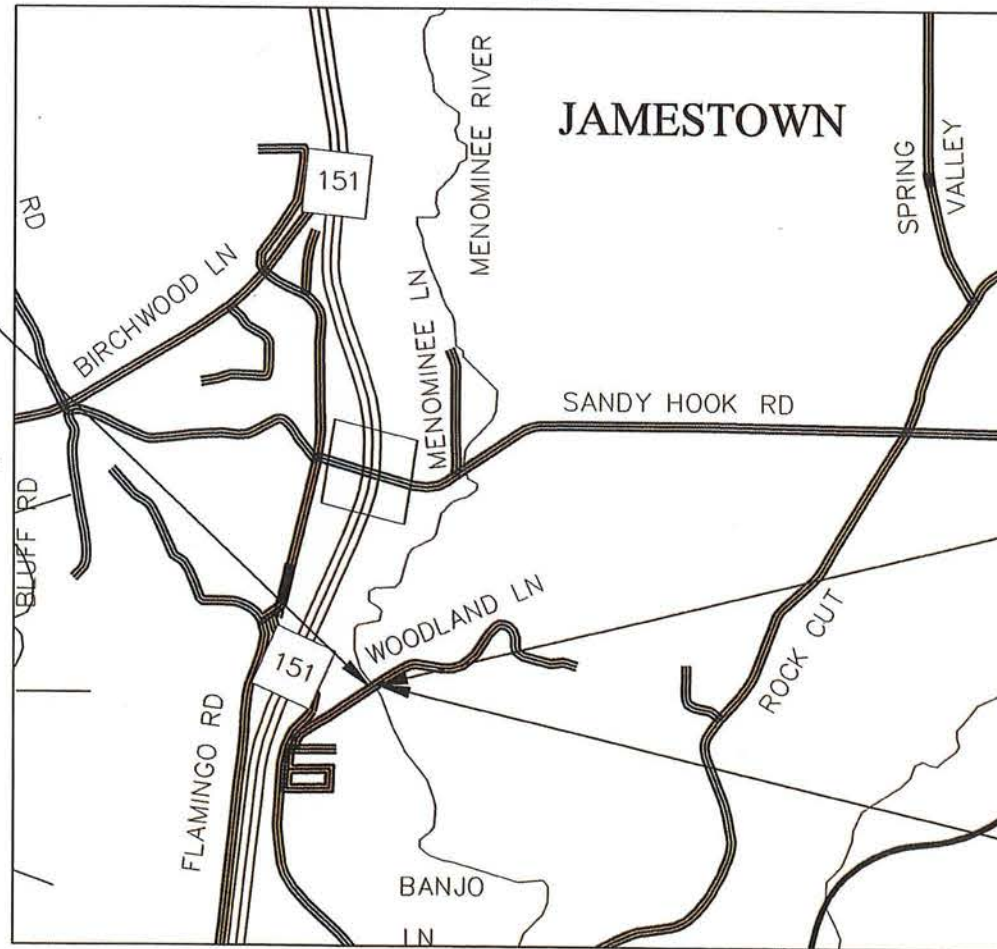 JAMESTOWN
MENOMINEE RIVER
SPRING
VALLEY
151
RD
BIRCHWOOD LN
MENOMINEE LN
SANDY HOOK RD
BLUFF RD
WOODLAND LN
151
ROCK CUT
FLAMINGO RD
BANJO
LN